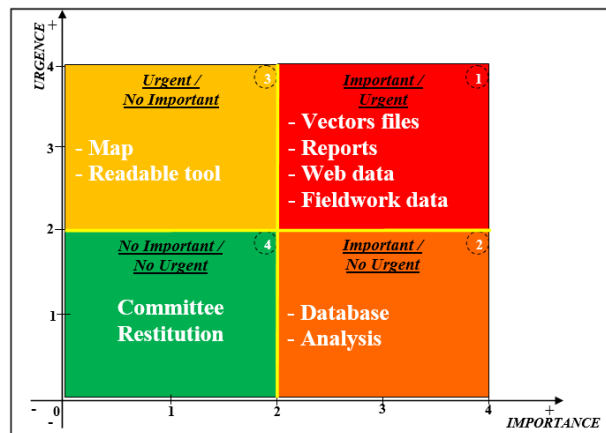 +
URGENCE
4
3
2
1
Urgent /
No Important
3
- Map
- Readable tool
Important /
Urgent
1
- Vectors files
- Reports
- Web data
- Fieldwork data
No Important /
No Urgent
4
Committee
Restitution
Important /
No Urgent
2
- Database
- Analysis
- 0 1 2 3 4 +
-
IMPORTANCE